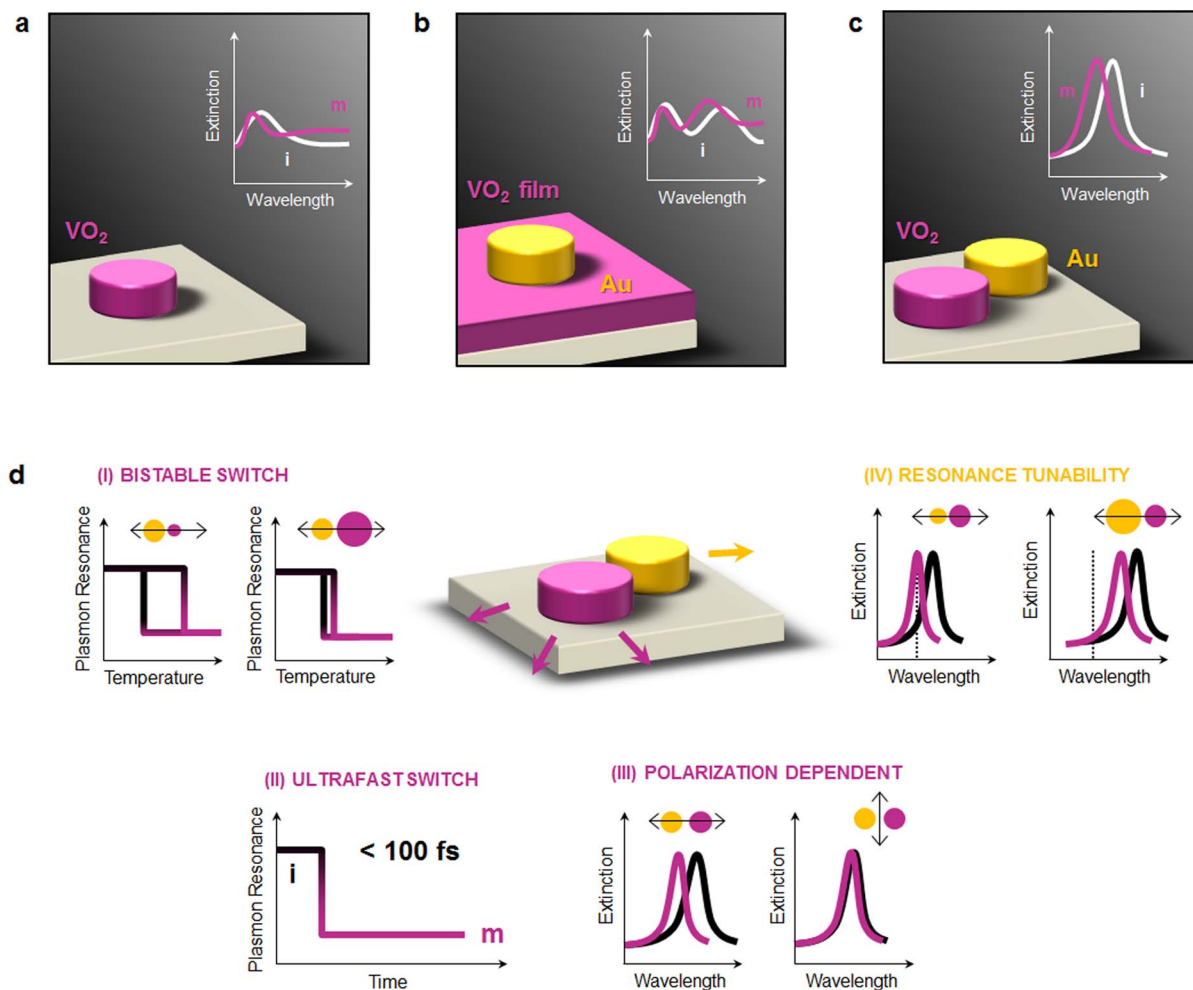 a
Extinction
m
i
Wavelength
VO₂
b
Extinction
m
i
Wavelength
VO₂ film
Au
c
Extinction
m
i
Wavelength
VO₂
Au
d
(I) BISTABLE SWITCH
Plasmon Resonance
Temperature
Plasmon Resonance
Temperature
(IV) RESONANCE TUNABILITY
Extinction
Wavelength
Extinction
Wavelength
(II) ULTRAFAST SWITCH
Plasmon Resonance
i
< 100 fs
m
Time
(III) POLARIZATION DEPENDENT
Extinction
Wavelength
Extinction
Wavelength